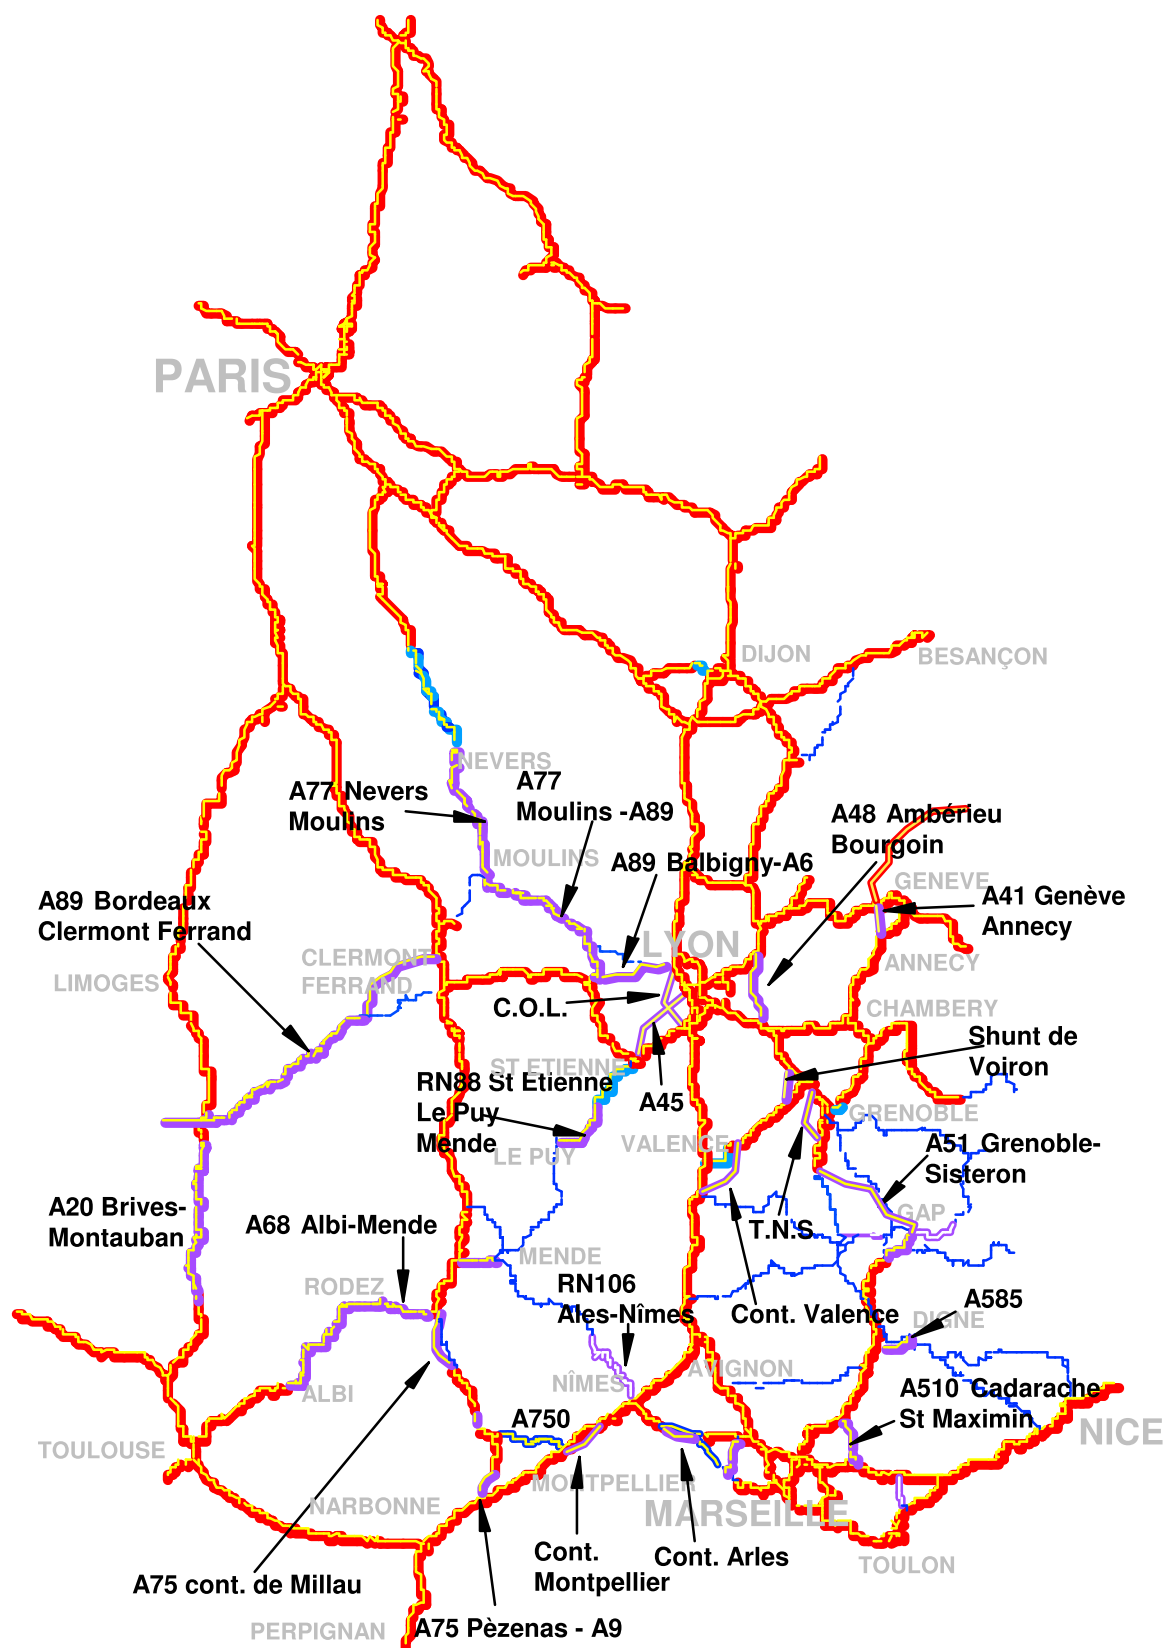 PARIS
DIJON
BESANÇON
NEVERS
A77 Nevers
Moulins
A77
Moulins -A89
A48 Ambérieu
Bourgoin
MOULINS
A89 Balbigny-A6
GENEVE
A41 Genève
Annecy
A89 Bordeaux
Clermont Ferrand
LYON
CLERMONT
FERRAND
LIMOGES
ANNECY
C.O.L.
CHAMBERY
Shunt de
Voiron
ST ETIENNE
RN88 St Etienne
Le Puy
Mende
A45
GRENOBLE
VALENCE
LE PUY
A51 Grenoble-
Sisteron
A20 Brives-
Montauban
A68 Albi-Mende
T.N.S.
GAP
MENDE
RODEZ
RN106
Ales-Nîmes
Cont. Valence
A585
DIGNE
AVIGNON
NÎMES
ALBI
A510 Cadarache
St Maximin
A750
NICE
TOULOUSE
MONTPELLIER
NARBONNE
MARSEILLE
Cont.
Montpellier
Cont. Arles
TOULON
A75 cont. de Millau
A75 Pèzenas - A9
PERPIGNAN